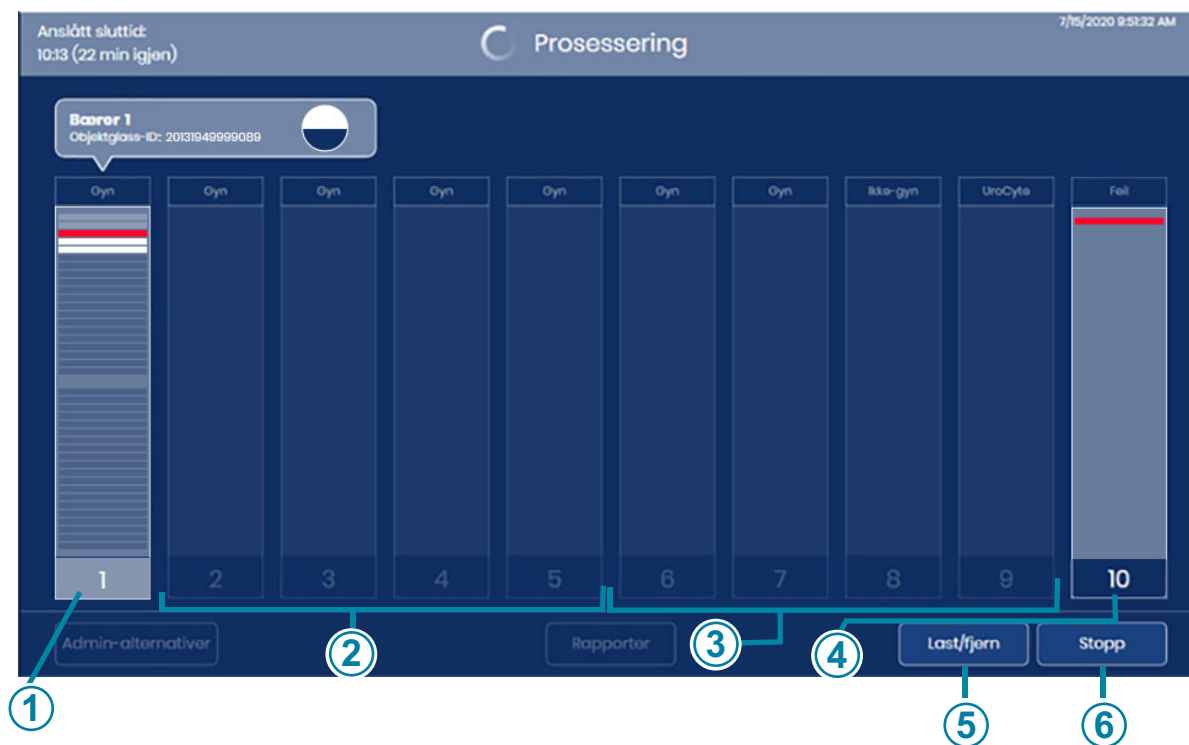 Anslått sluttid:
10:13 (22 min igjen)
Prosessering
7/15/2020 9:51:32 AM
Bærer 1
Objektglass-ID: 20131949999089
Gyn
Gyn
Gyn
Gyn
Gyn
Gyn
Gyn
Ikke-gyn
UroCyte
Feil
1
2
3
4
5
6
7
8
9
10
Admin-alternativer
Rapporter
Last/fjern
Stopp
1
2
3
4
5
6